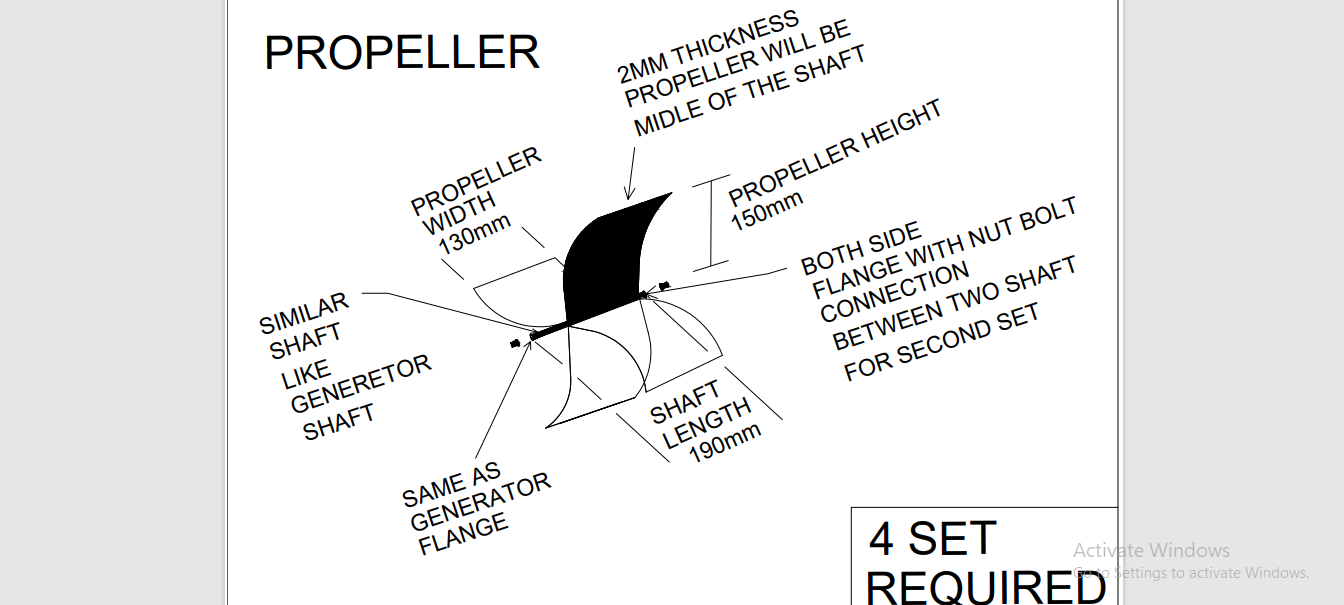 PROPELLER
2MM THICKNESS
PROPELLER WILL BE
MIDLE OF THE SHAFT
PROPELLER
WIDTH
130mm
PROPELLER HEIGHT
150mm
BOTH SIDE
FLANGE WITH NUT BOLT
CONNECTION
BETWEEN TWO SHAFT
FOR SECOND SET
SIMILAR
SHAFT
LIKE
GENERETOR
SHAFT
SHAFT
LENGTH
190mm
SAME AS
GENERATOR
FLANGE
4 SET
REQUIRED
Activate Windows
Go to Settings to activate Windows.